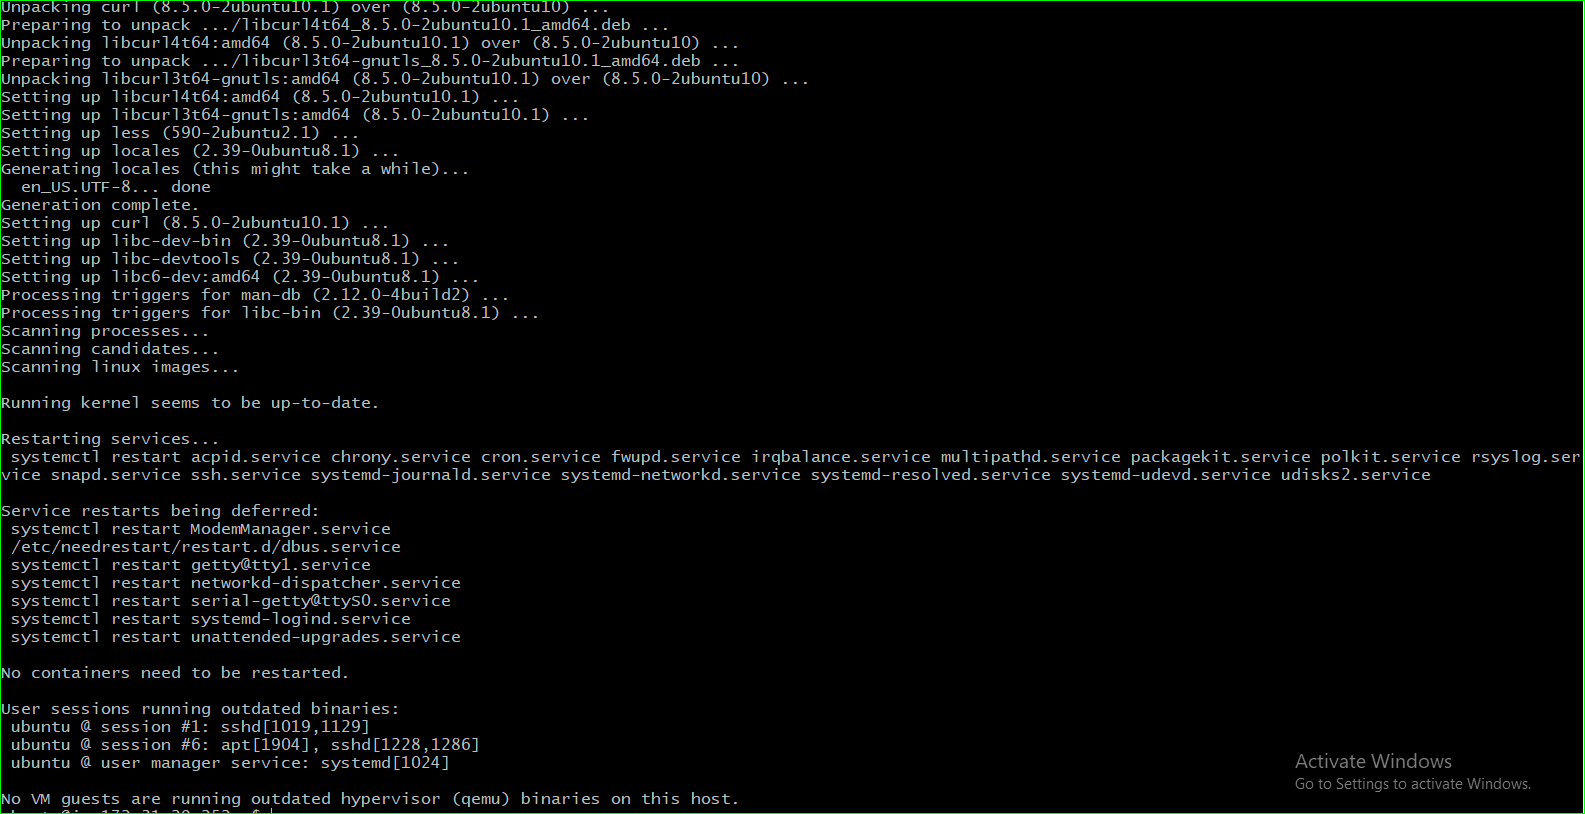 Unpacking curl (8.5.0-2ubuntu10.1) over (8.5.0-2ubuntu10) ...
Preparing to unpack .../libcurl4t64_8.5.0-2ubuntu10.1_amd64.deb ...
Unpacking libcurl4t64:amd64 (8.5.0-2ubuntu10.1) over (8.5.0-2ubuntu10) ...
Preparing to unpack .../libcurl3t64-gnutls_8.5.0-2ubuntu10.1_amd64.deb ...
Unpacking libcurl3t64-gnutls:amd64 (8.5.0-2ubuntu10.1) over (8.5.0-2ubuntu10) ...
Setting up libcurl4t64:amd64 (8.5.0-2ubuntu10.1) ...
Setting up libcurl3t64-gnutls:amd64 (8.5.0-2ubuntu10.1) ...
Setting up less (590-2ubuntu2.1) ...
Setting up locales (2.39-0ubuntu8.1) ...
Generating locales (this might take a while)...
  en_US.UTF-8... done
Generation complete.
Setting up curl (8.5.0-2ubuntu10.1) ...
Setting up libc-dev-bin (2.39-0ubuntu8.1) ...
Setting up libc-devtools (2.39-0ubuntu8.1) ...
Setting up libc6-dev:amd64 (2.39-0ubuntu8.1) ...
Processing triggers for man-db (2.12.0-4build2) ...
Processing triggers for libc-bin (2.39-0ubuntu8.1) ...
Scanning processes...
Scanning candidates...
Scanning linux images...
Running kernel seems to be up-to-date.
Restarting services...
 systemctl restart acpid.service chrony.service cron.service fwupd.service irqbalance.service multipathd.service packagekit.service polkit.service rsyslog.ser
vice snapd.service ssh.service systemd-journald.service systemd-networkd.service systemd-resolved.service systemd-udevd.service udisks2.service
Service restarts being deferred:
 systemctl restart ModemManager.service
 /etc/needrestart/restart.d/dbus.service
 systemctl restart getty@tty1.service
 systemctl restart networkd-dispatcher.service
 systemctl restart serial-getty@ttyS0.service
 systemctl restart systemd-logind.service
 systemctl restart unattended-upgrades.service
No containers need to be restarted.
User sessions running outdated binaries:
 ubuntu @ session #1: sshd[1019,1129]
 ubuntu @ session #6: apt[1904], sshd[1228,1286]
 ubuntu @ user manager service: systemd[1024]
No VM guests are running outdated hypervisor (qemu) binaries on this host.
Activate Windows
Go to Settings to activate Windows.